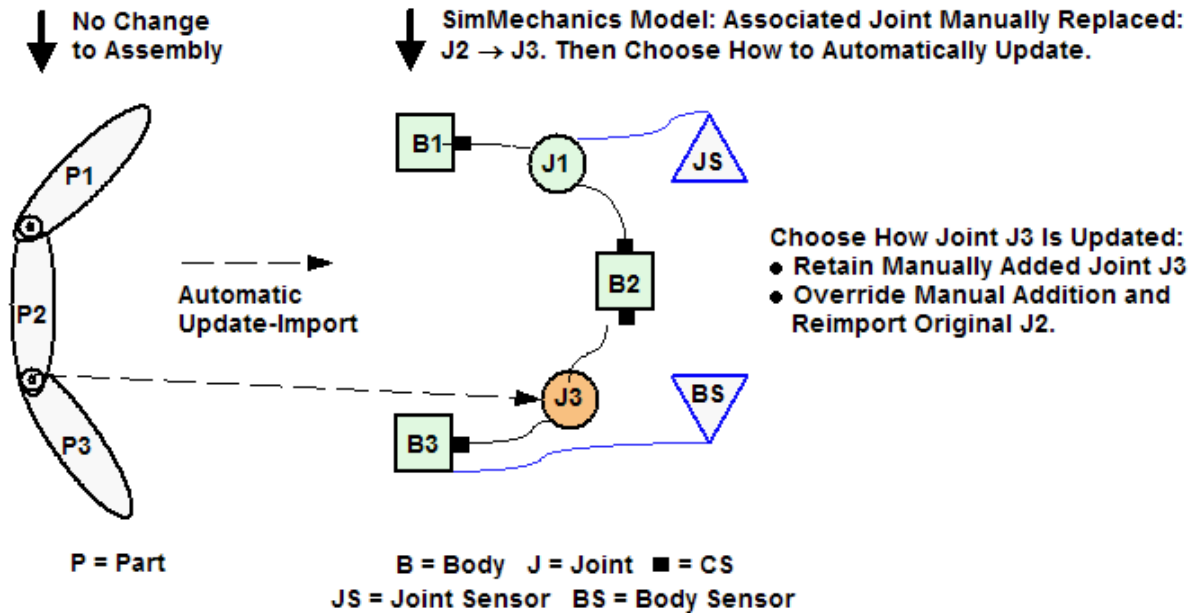 No Change
to Assembly
SimMechanics Model: Associated Joint Manually Replaced:
J2 → J3. Then Choose How to Automatically Update.
P1
P2
P3
Automatic
Update-Import
B1
J1
JS
B2
J3
B3
BS
Choose How Joint J3 Is Updated:
● Retain Manually Added Joint J3
● Override Manual Addition and
Reimport Original J2.
P = Part
B = Body J = Joint ■ = CS
JS = Joint Sensor BS = Body Sensor